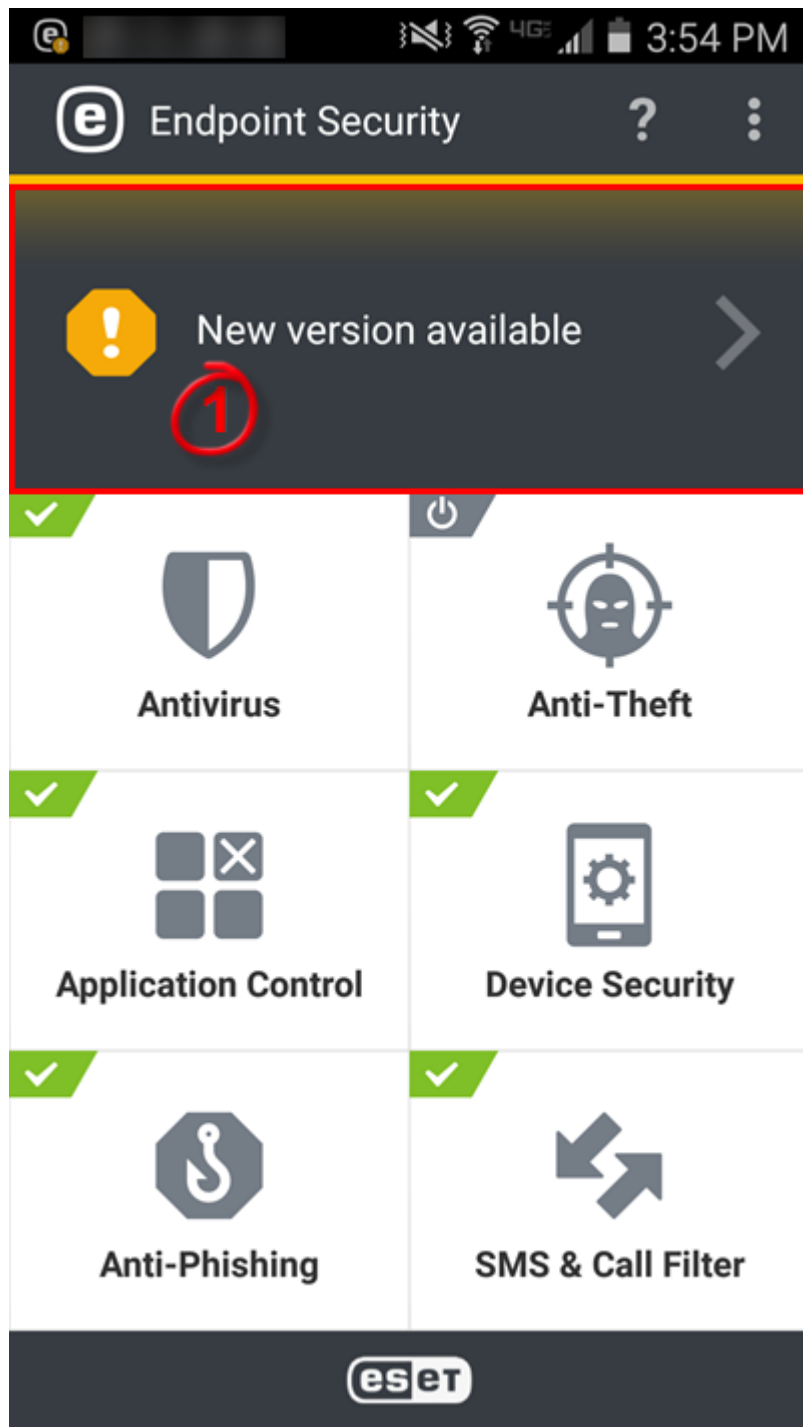 4GE 3:54 PM
e Endpoint Security ? 
! New version available
1
Antivirus
Anti-Theft
Application Control
Device Security
Anti-Phishing
SMS & Call Filter
eseT